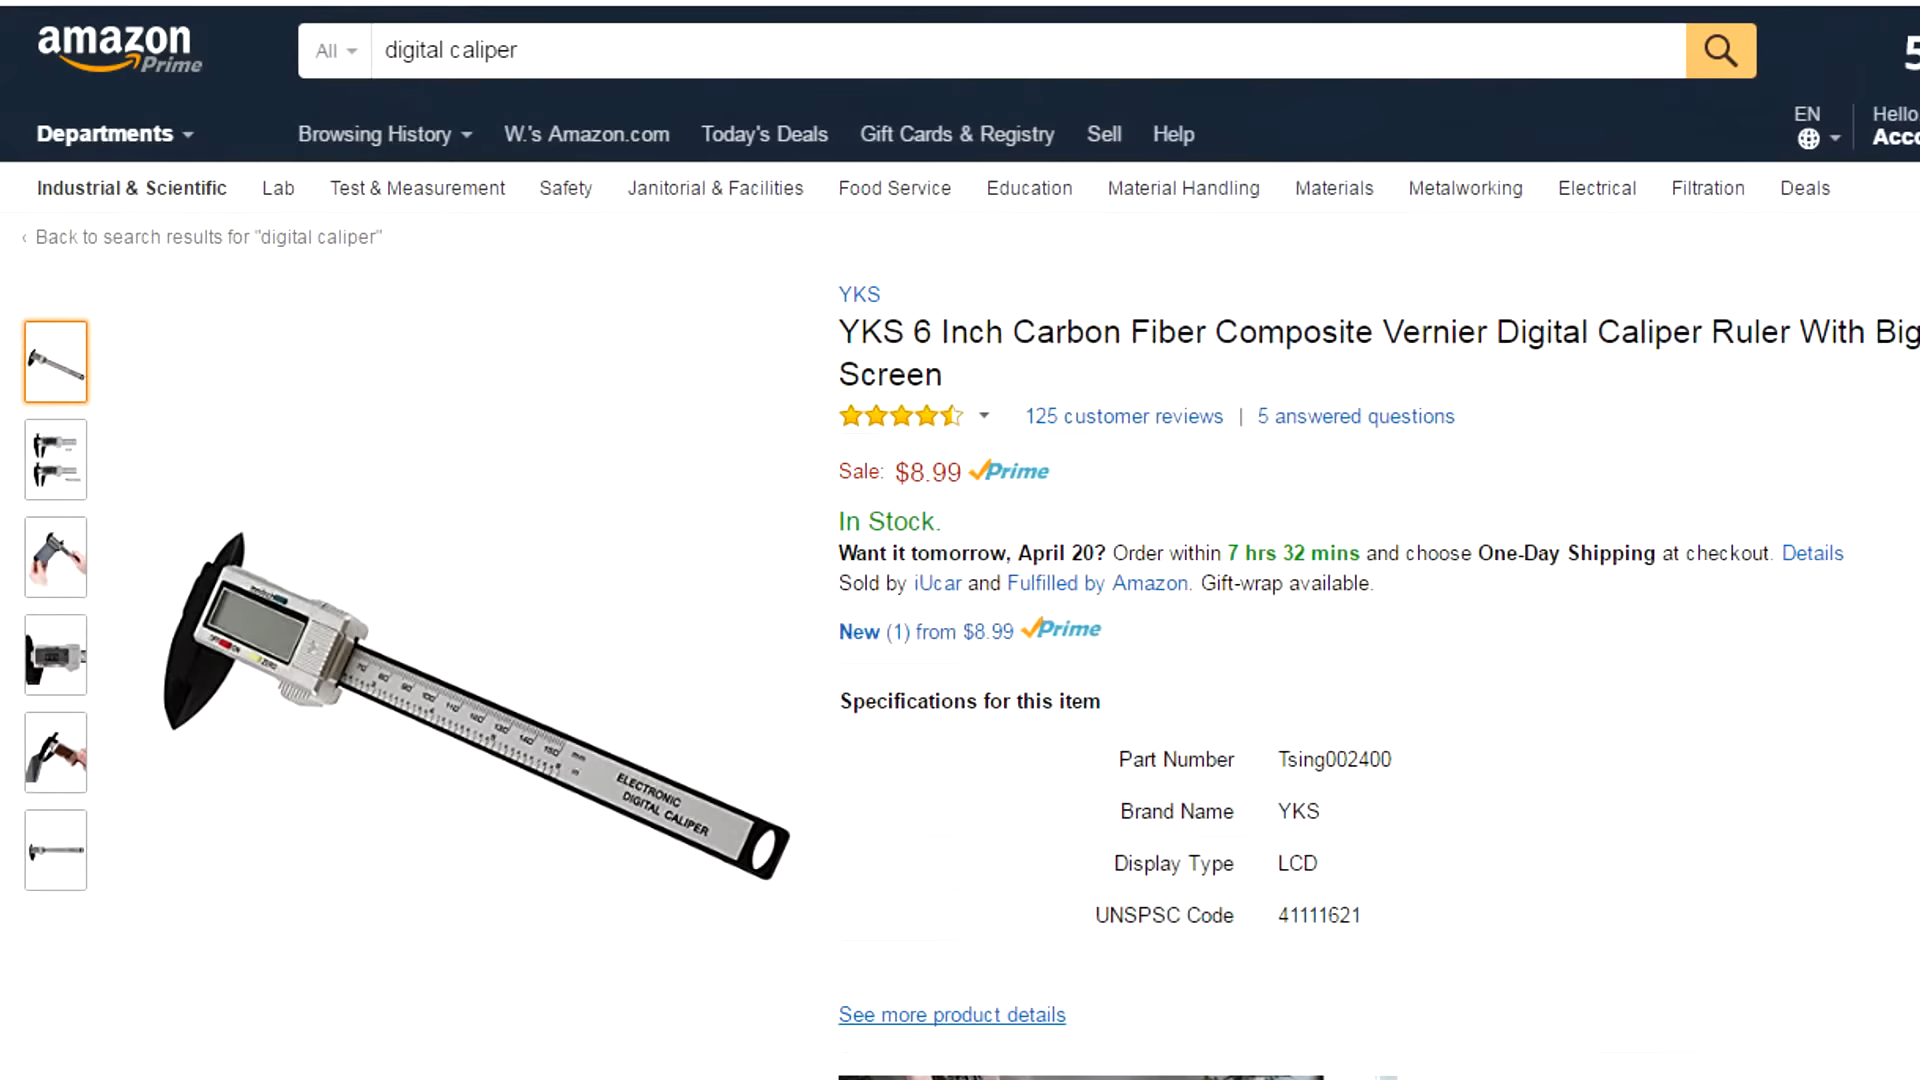 amazon
Prime
All
digital caliper
Departments
Browsing History
W.'s Amazon.com
Today's Deals
Gift Cards & Registry
Sell
Help
EN
Hello
Industrial & Scientific
Lab
Test & Measurement
Safety
Janitorial & Facilities
Food Service
Education
Material Handling
Materials
Metalworking
Electrical
Filtration
Deals
‹ Back to search results for "digital caliper"
YKS
YKS 6 Inch Carbon Fiber Composite Vernier Digital Caliper Ruler With Big
Screen
125 customer reviews | 5 answered questions
Sale: $8.99 Prime
In Stock.
Want it tomorrow, April 20? Order within 7 hrs 32 mins and choose One-Day Shipping at checkout. Details
Sold by iUcar and Fulfilled by Amazon. Gift-wrap available.
New (1) from $8.99 Prime
Specifications for this item
Part Number Tsing002400
Brand Name YKS
Display Type LCD
UNSPSC Code 41111621
See more product details
ELECTRONIC
DIGITAL CALIPER